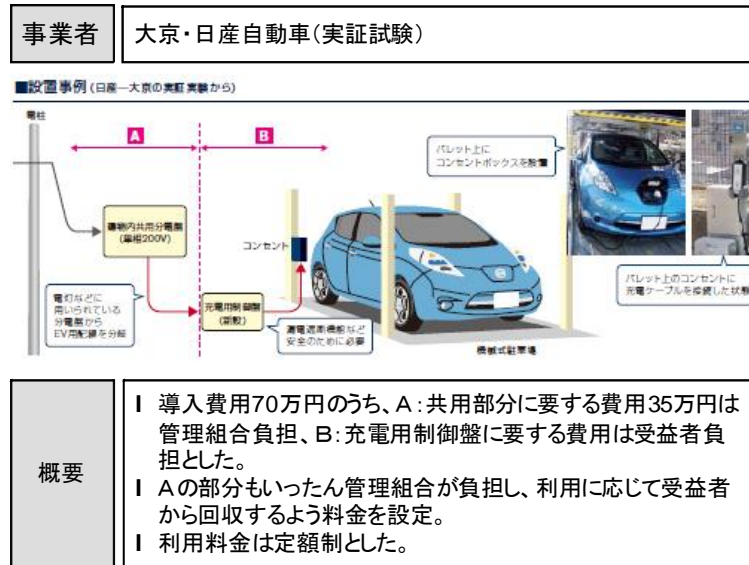 事業者
大京・日産自動車（実証試験）
■設置事例（日産―大京の実証実験から）
電柱
A
B
パレット上に
コンセントボックスを設置
建物内共用分電盤
（単相200V）
コンセント
電灯などに
用いられている
分電盤から
EV用配線を分岐
充電用制御盤
（新設）
漏電遮断機能など
安全のために必要
機械式駐車場
パレット上のコンセントに
充電ケーブルを接続した状態
概要
l 導入費用70万円のうち、A：共用部分に要する費用35万円は
管理組合負担、B：充電用制御盤に要する費用は受益者負
担とした。
l Aの部分もいったん管理組合が負担し、利用に応じて受益者
から回収するよう料金を設定。
l 利用料金は定額制とした。